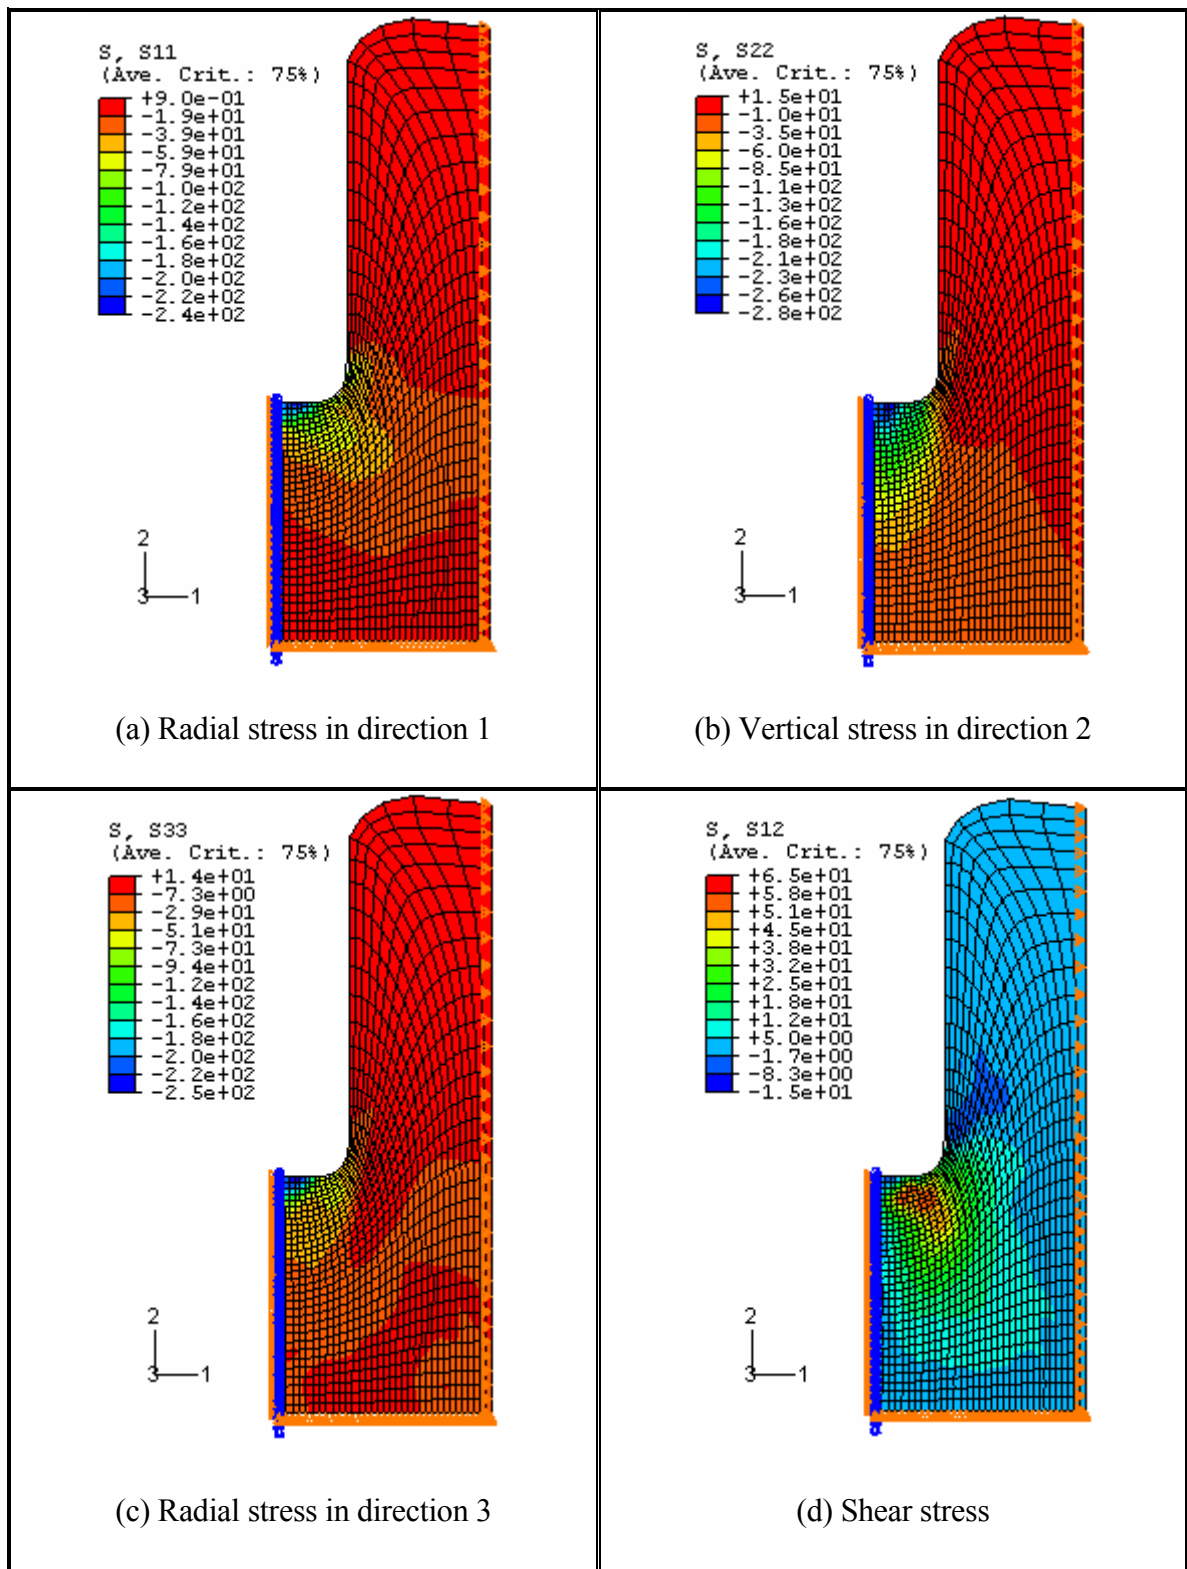 S, S11
(Ave. Crit.: 75%)
+9.0e-01
-1.9e+01
-3.9e+01
-5.9e+01
-7.9e+01
-1.0e+02
-1.2e+02
-1.4e+02
-1.6e+02
-1.8e+02
-2.0e+02
-2.2e+02
-2.4e+02
2
3
1
(a) Radial stress in direction 1
S, S22
(Ave. Crit.: 75%)
+1.5e+01
-1.0e+01
-3.5e+01
-6.0e+01
-8.5e+01
-1.1e+02
-1.3e+02
-1.6e+02
-1.8e+02
-2.1e+02
-2.3e+02
-2.6e+02
-2.8e+02
2
3
1
(b) Vertical stress in direction 2
S, S33
(Ave. Crit.: 75%)
+1.4e+01
-7.3e+00
-2.9e+01
-5.1e+01
-7.3e+01
-9.4e+01
-1.2e+02
-1.4e+02
-1.6e+02
-1.8e+02
-2.0e+02
-2.2e+02
-2.5e+02
2
3
1
(c) Radial stress in direction 3
S, S12
(Ave. Crit.: 75%)
+6.5e+01
+5.8e+01
+5.1e+01
+4.5e+01
+3.8e+01
+3.2e+01
+2.5e+01
+1.8e+01
+1.2e+01
+5.0e+00
-1.7e+00
-8.3e+00
-1.5e+01
2
3
1
(d) Shear stress